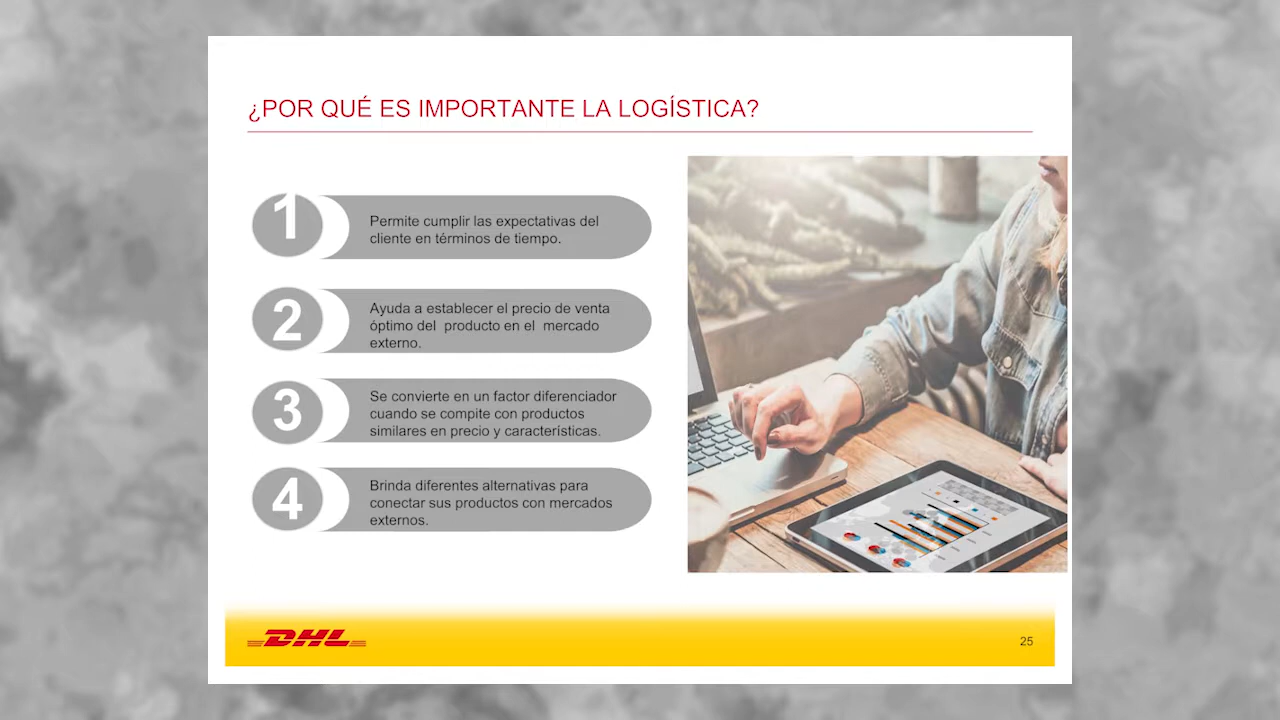 ¿POR QUÉ ES IMPORTANTE LA LOGÍSTICA?
1
Permite cumplir las expectativas del
cliente en términos de tiempo.
2
Ayuda a establecer el precio de venta
óptimo del producto en el mercado
externo.
3
Se convierte en un factor diferenciador
cuando se compite con productos
similares en precio y características.
4
Brinda diferentes alternativas para
conectar sus productos con mercados
externos.
DHL
25